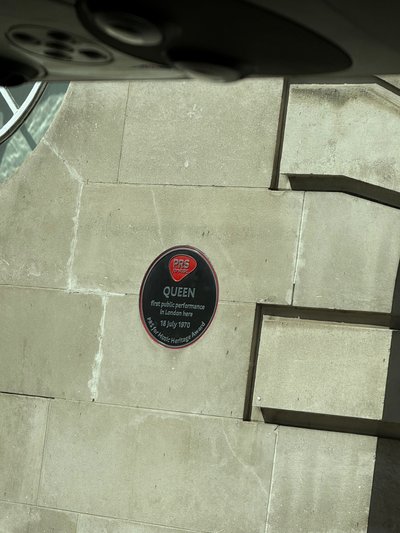 PRS
for MUSIC
QUEEN
first public performance
in London here
18 July 1970
PRS for Music Heritage Award